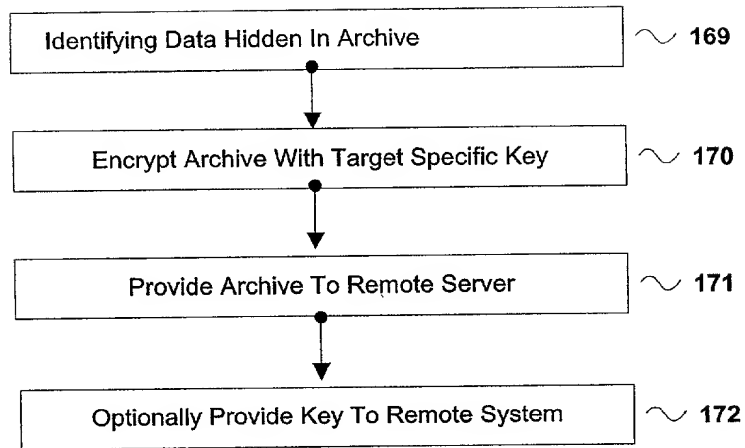 Identifying Data Hidden In Archive 169
Encrypt Archive With Target Specific Key 170
Provide Archive To Remote Server 171
Optionally Provide Key To Remote System 172